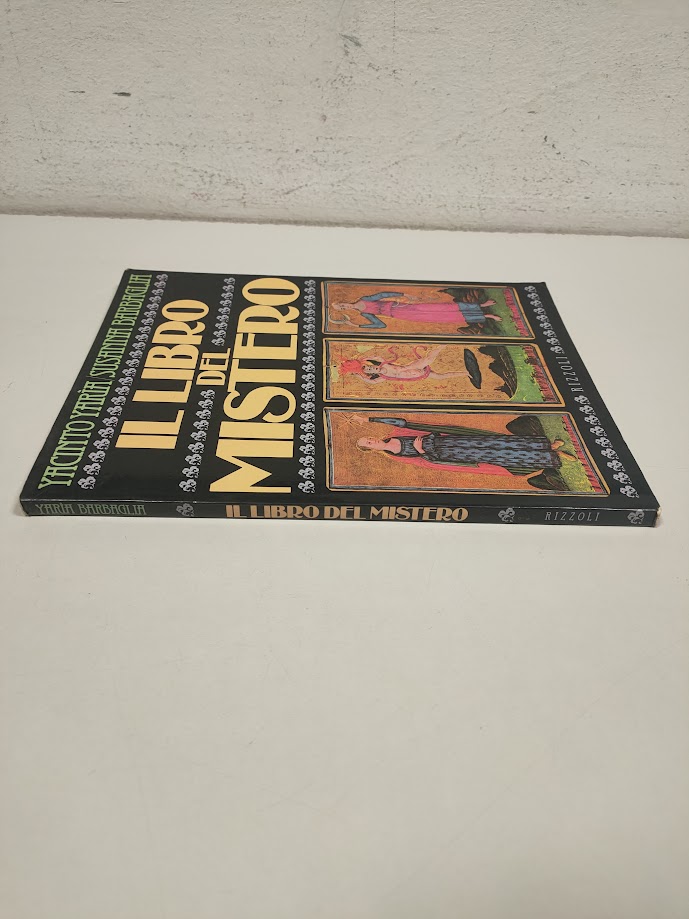 YACINTO YARÌA SUSANNA BARBAGLIA
IL LIBRO
DEL
MISTERO
RIZZOLI
YARÌA BARBAGLIA IL LIBRO DEL MISTERO RIZZOLI